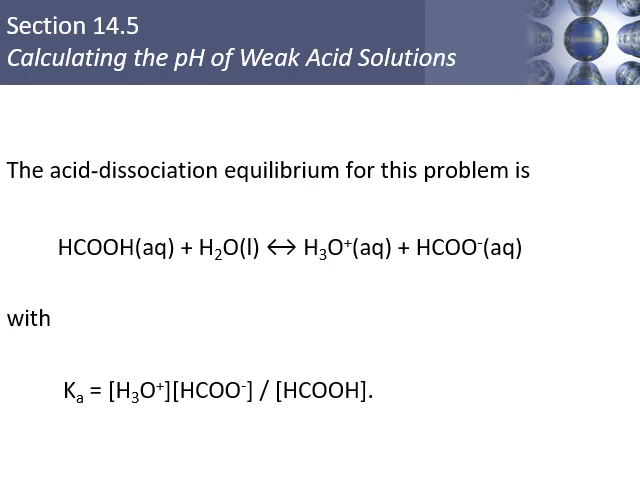 Section 14.5
Calculating the pH of Weak Acid Solutions
The acid-dissociation equilibrium for this problem is
HCOOH(aq) + H₂O(l) ↔ H₃O⁺(aq) + HCOO⁻(aq)
with
Kₐ = [H₃O⁺][HCOO⁻] / [HCOOH].